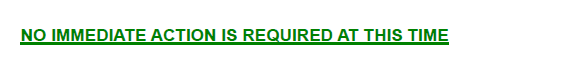 NO IMMEDIATE ACTION IS REQUIRED AT THIS TIME